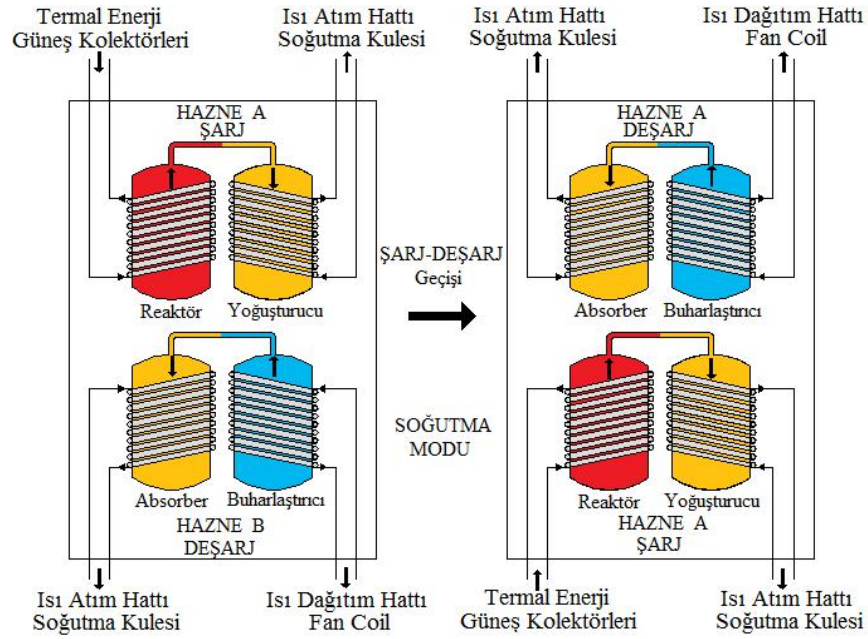 Termal Enerji
Güneş Kolektörleri
Isı Atım Hattı
Soğutma Kulesi
HAZNE A
ŞARJ
Reaktör
Yoğuşturucu
Absorber
Buharlaştırıcı
HAZNE B
DEŞARJ
Isı Atım Hattı
Soğutma Kulesi
Isı Dağıtım Hattı
Fan Coil
ŞARJ-DEŞARJ
Geçişi
SOĞUTMA
MODU
Isı Atım Hattı
Soğutma Kulesi
Isı Dağıtım Hattı
Fan Coil
HAZNE A
DEŞARJ
Absorber
Buharlaştırıcı
Reaktör
Yoğuşturucu
HAZNE A
ŞARJ
Termal Enerji
Güneş Kolektörleri
Isı Atım Hattı
Soğutma Kulesi